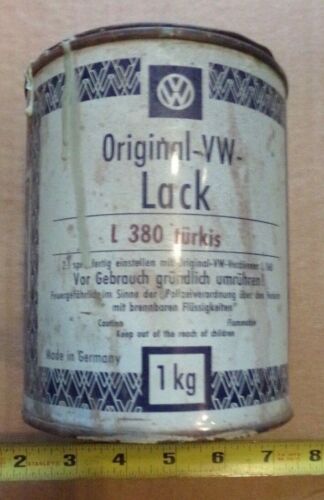 VW
Original-VW-
Lack
L 380 türkis
fertig einstellen mit Original-VW-Verdünner L
Vor Gebrauch gründlich umrühren!
Feuergefährlich im Sinne der Polizeiverordnung über den
mit brennbaren Flüssigkeiten
Caution Flammable
Keep out of the reach of children
Made in Germany
1 kg
2 STANLEY 3 4 5 6 7 8